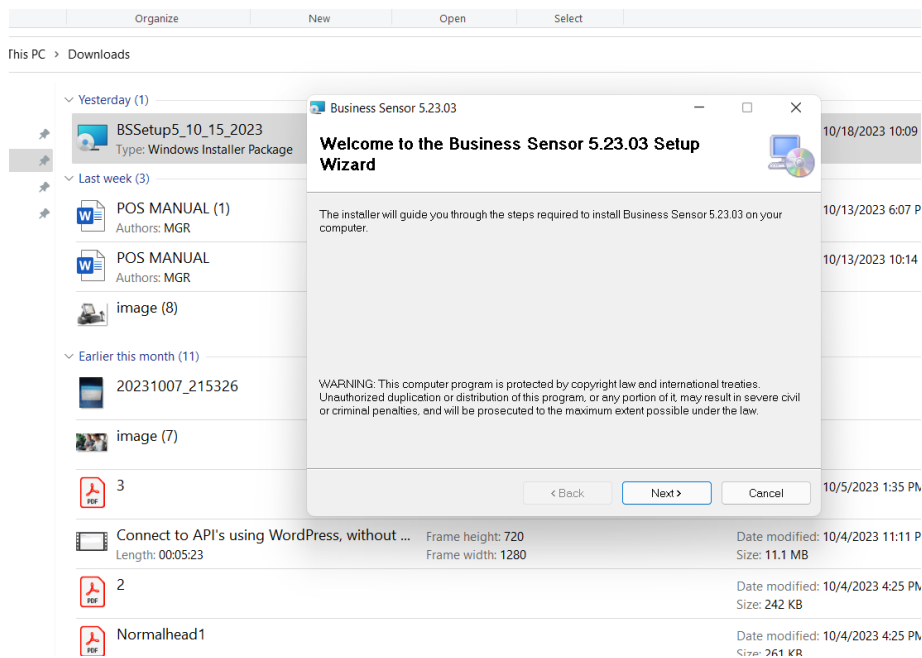 Organize New Open Select
This PC > Downloads
Yesterday (1)
BSSetup5_10_15_2023
Type: Windows Installer Package
10/18/2023 10:09
Last week (3)
POS MANUAL (1)
Authors: MGR
10/13/2023 6:07 P
POS MANUAL
Authors: MGR
10/13/2023 10:14
image (8)
Earlier this month (11)
20231007_215326
image (7)
3
10/5/2023 1:35 PM
Business Sensor 5.23.03
Welcome to the Business Sensor 5.23.03 Setup
Wizard
The installer will guide you through the steps required to install Business Sensor 5.23.03 on your
computer.
WARNING: This computer program is protected by copyright law and international treaties.
Unauthorized duplication or distribution of this program, or any portion of it, may result in severe civil
or criminal penalties, and will be prosecuted to the maximum extent possible under the law.
< Back Next > Cancel
Connect to API's using WordPress, without ... Frame height: 720 Date modified: 10/4/2023 11:11 P
Length: 00:05:23 Frame width: 1280 Size: 11.1 MB
2 Date modified: 10/4/2023 4:25 PM
Size: 242 KB
Normalhead1 Date modified: 10/4/2023 4:25 PM
Size: 261 KB
W
W
PDF
PDF
PDF